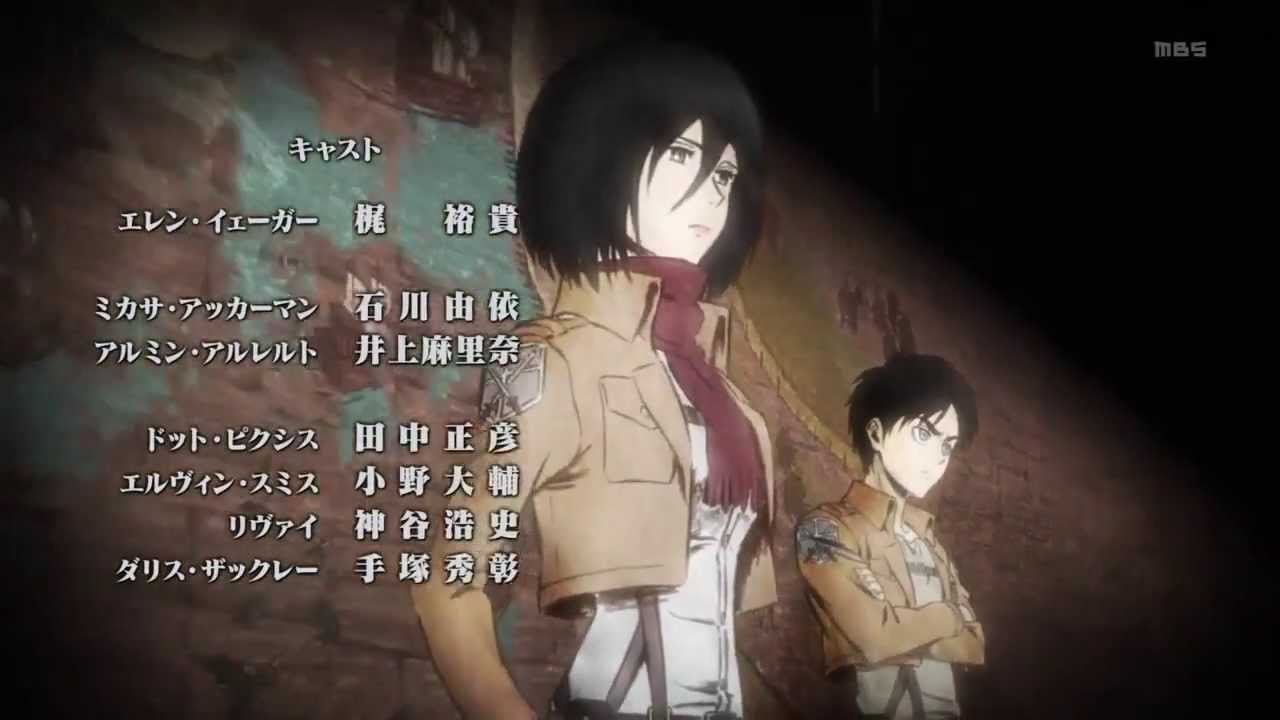 MBS
キャスト
エレン・イェーガー 梶 裕貴
ミカサ・アッカーマン 石川由依
アルミン・アルレルト 井上麻里奈
ドット・ピクシス 田中正彦
エルヴィン・スミス 小野大輔
リヴァイ 神谷浩史
ダリス・ザックレー 手塚秀彰